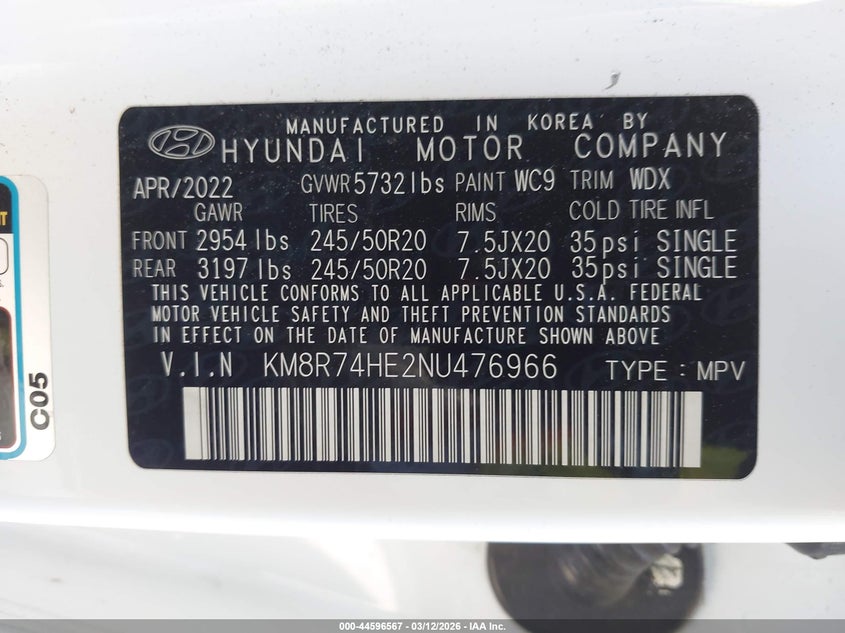 MANUFACTURED IN KOREA BY
HYUNDAI MOTOR COMPANY
APR/2022 GVWR 5732 lbs PAINT WC9 TRIM WDX
GAWR TIRES RIMS COLD TIRE INFL
FRONT 2954 lbs 245/50R20 7.5JX20 35psi SINGLE
REAR 3197 lbs 245/50R20 7.5JX20 35psi SINGLE
THIS VEHICLE CONFORMS TO ALL APPLICABLE U.S.A. FEDERAL
MOTOR VEHICLE SAFETY AND THEFT PREVENTION STANDARDS
IN EFFECT ON THE DATE OF MANUFACTURE SHOWN ABOVE
V.I.N KM8R74HE2NU476966 TYPE : MPV
C05
000-44596567 - 03/12/2026 - IAA Inc.